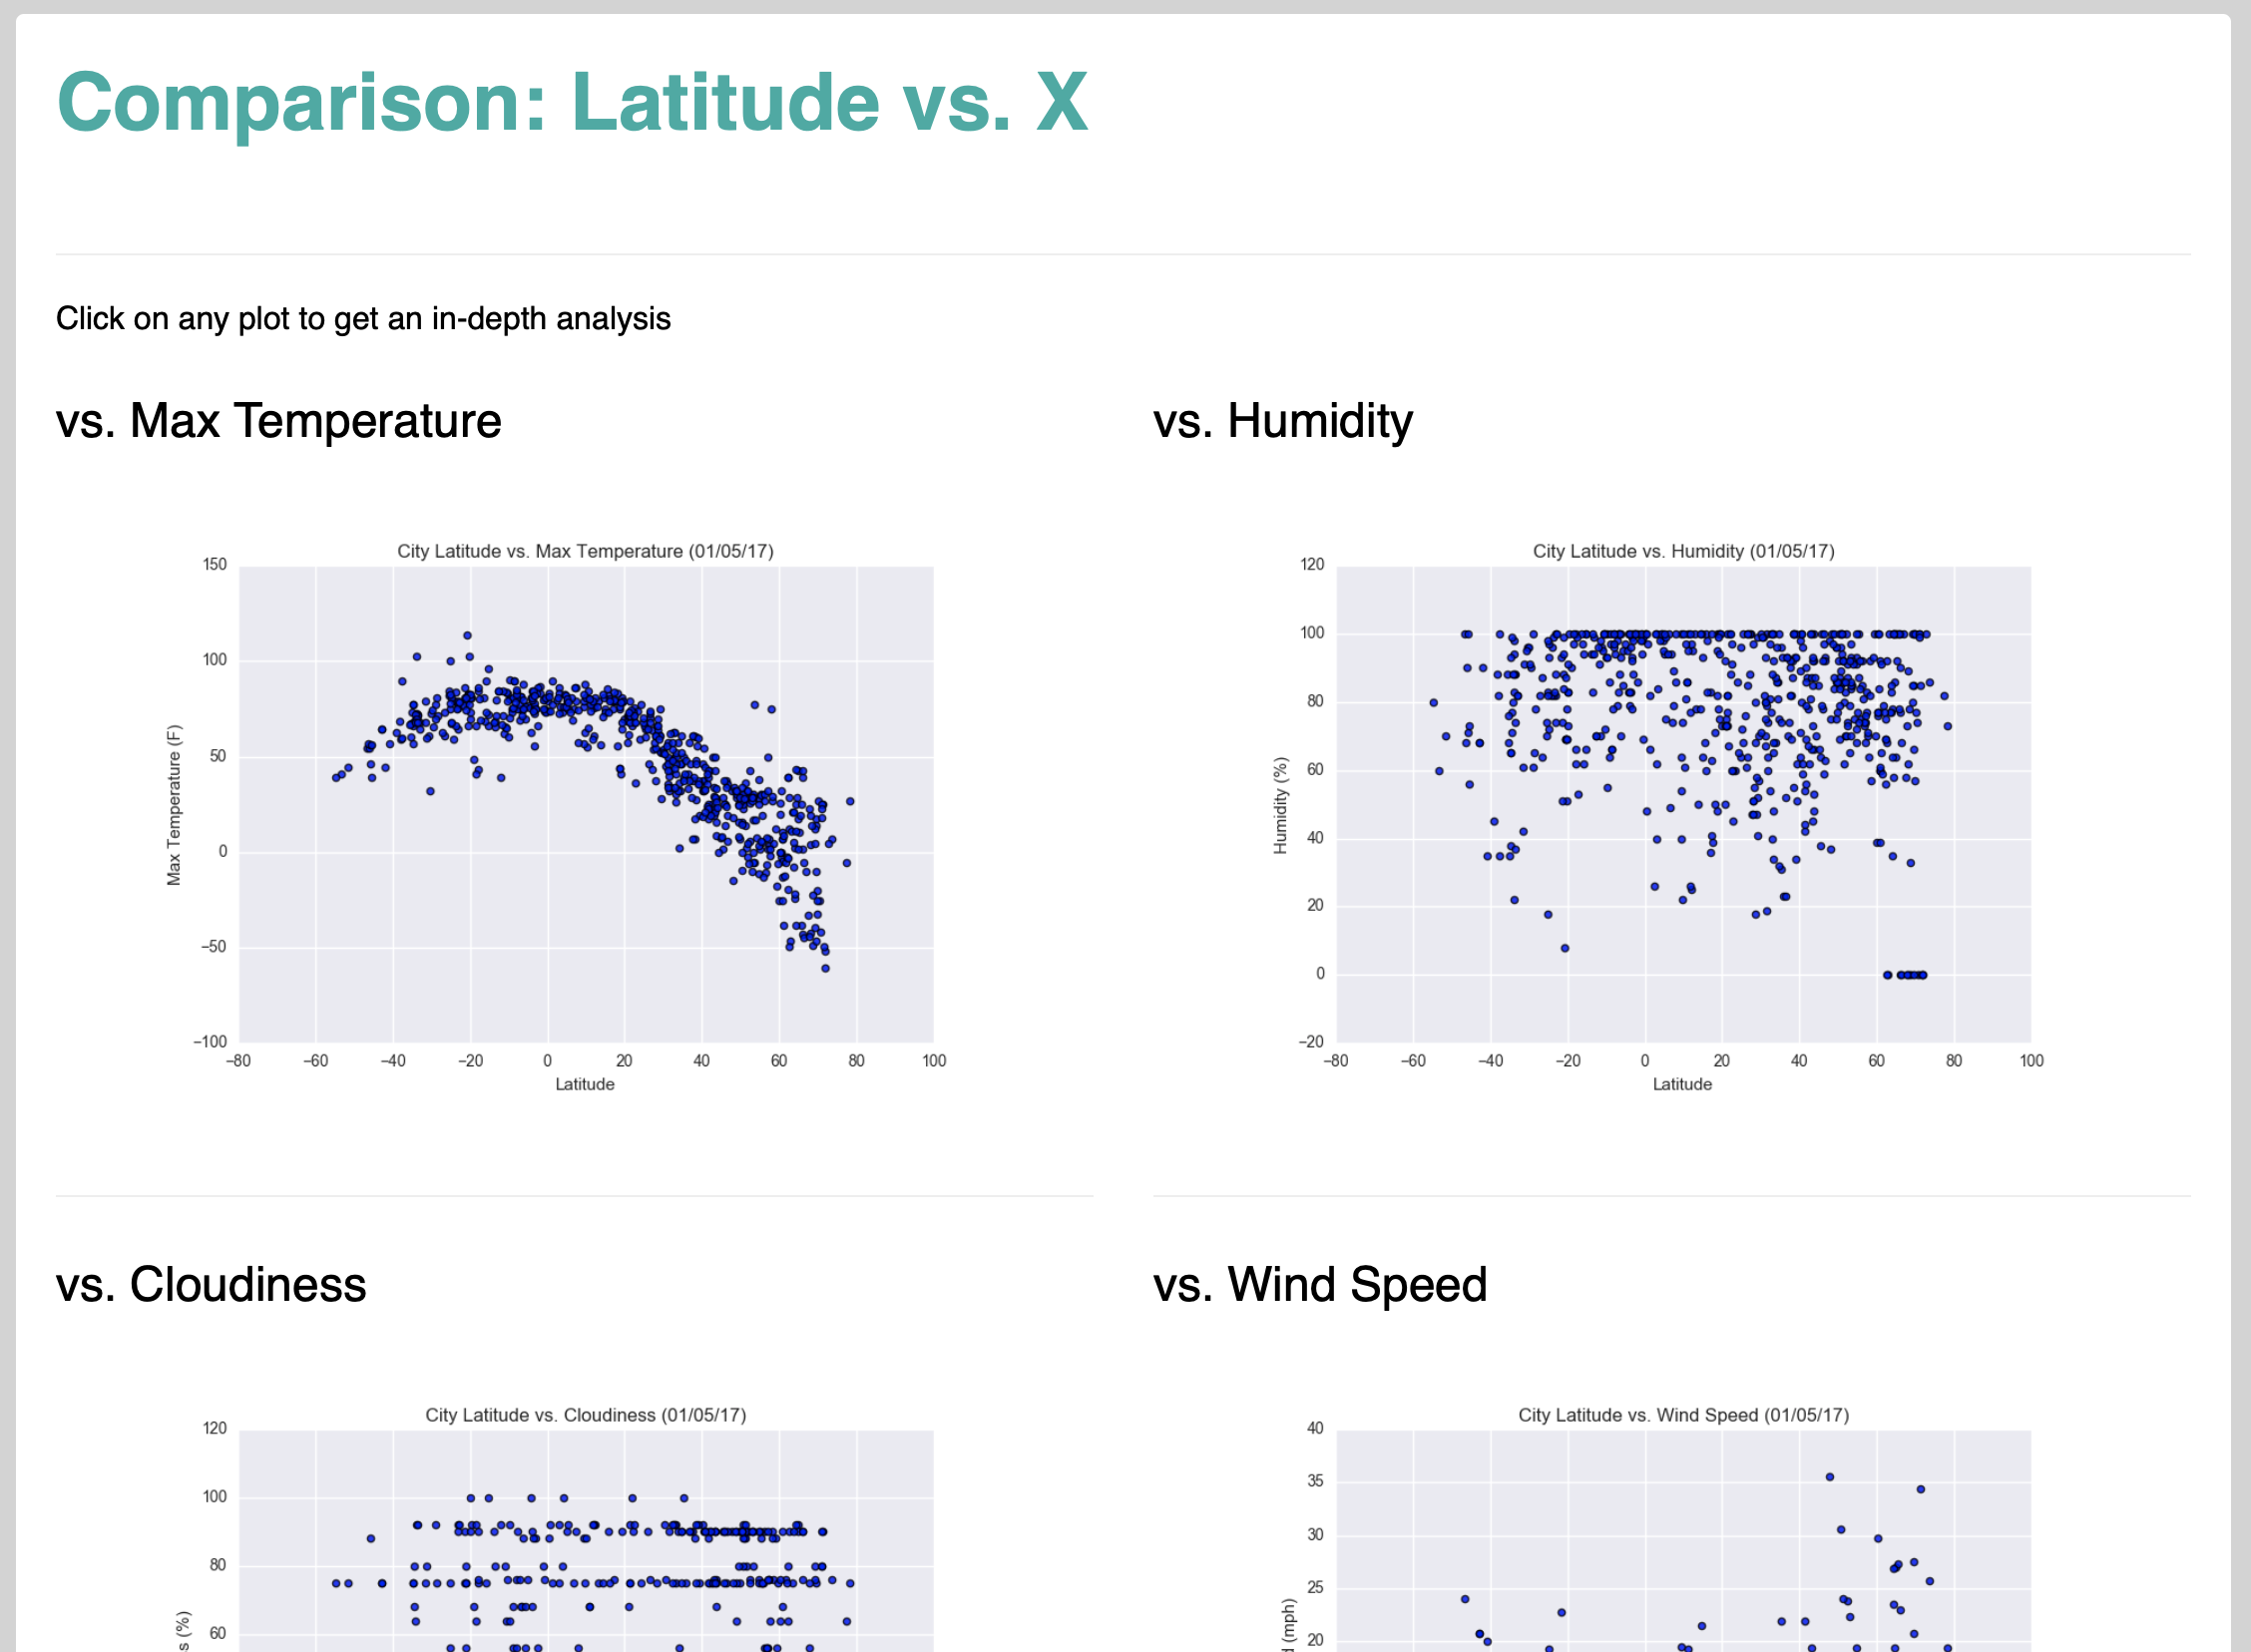 Comparison: Latitude vs. X
Click on any plot to get an in-depth analysis
vs. Max Temperature
City Latitude vs. Max Temperature (01/05/17)
150
100
50
0
−50
−100
Max Temperature (F)
−80 −60 −40 −20 0 20 40 60 80 100
Latitude
vs. Humidity
City Latitude vs. Humidity (01/05/17)
120
100
80
60
40
20
0
−20
Humidity (%)
−80 −60 −40 −20 0 20 40 60 80 100
Latitude
vs. Cloudiness
City Latitude vs. Cloudiness (01/05/17)
120
100
80
60
s (%)
vs. Wind Speed
City Latitude vs. Wind Speed (01/05/17)
40
35
30
25
20
d (mph)